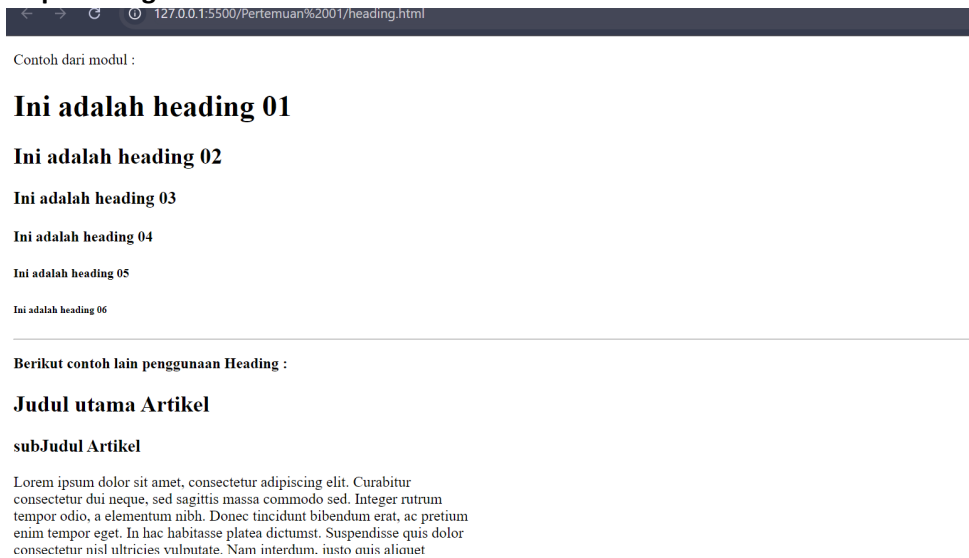 127.0.0.1:5500/Pertemuan%2001/heading.html
Contoh dari modul :
Ini adalah heading 01
Ini adalah heading 02
Ini adalah heading 03
Ini adalah heading 04
Ini adalah heading 05
Ini adalah heading 06
Berikut contoh lain penggunaan Heading :
Judul utama Artikel
subJudul Artikel
Lorem ipsum dolor sit amet, consectetur adipiscing elit. Curabitur
consectetur dui neque, sed sagittis massa commodo sed. Integer rutrum
tempor odio, a elementum nibh. Donec tincidunt bibendum erat, ac pretium
enim tempor eget. In hac habitasse platea dictumst. Suspendisse quis dolor
consectetur nisl ultricies vulputate. Nam interdum, justo quis aliquet